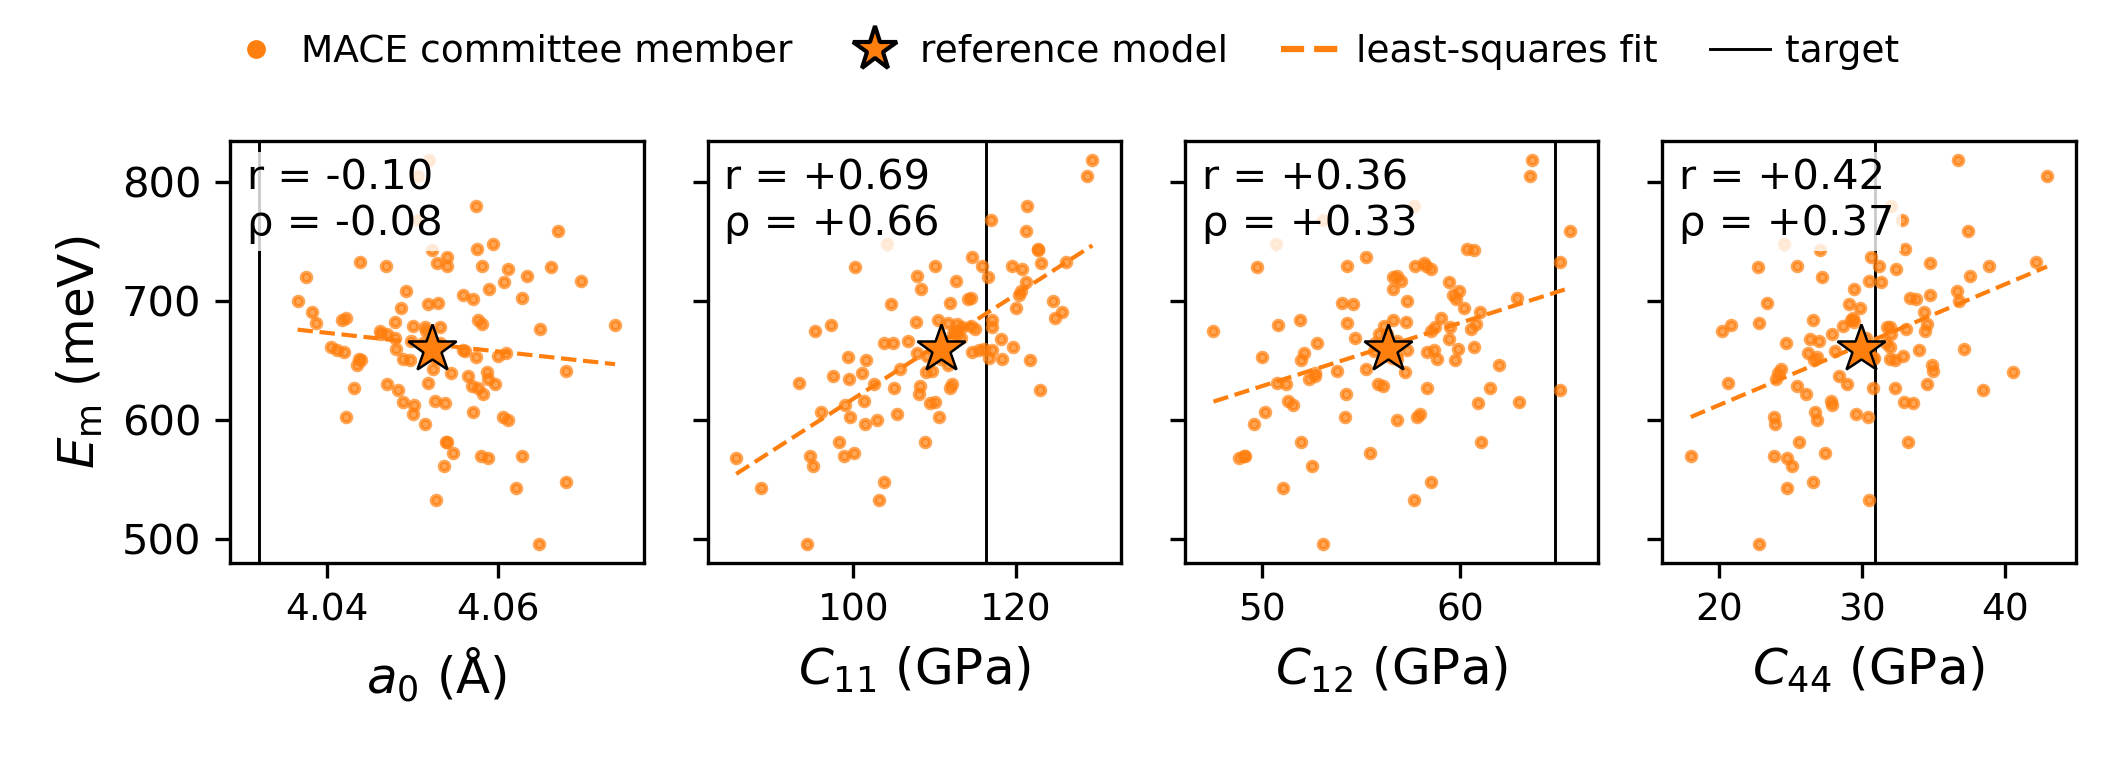 MACE committee member reference model least-squares fit target
r = -0.10
ρ = -0.08
r = +0.69
ρ = +0.66
r = +0.36
ρ = +0.33
r = +0.42
ρ = +0.37
800
700
600
500
E_m (meV)
4.04 4.06
100 120
50 60
20 30 40
a_0 (Å)
C_11 (GPa)
C_12 (GPa)
C_44 (GPa)